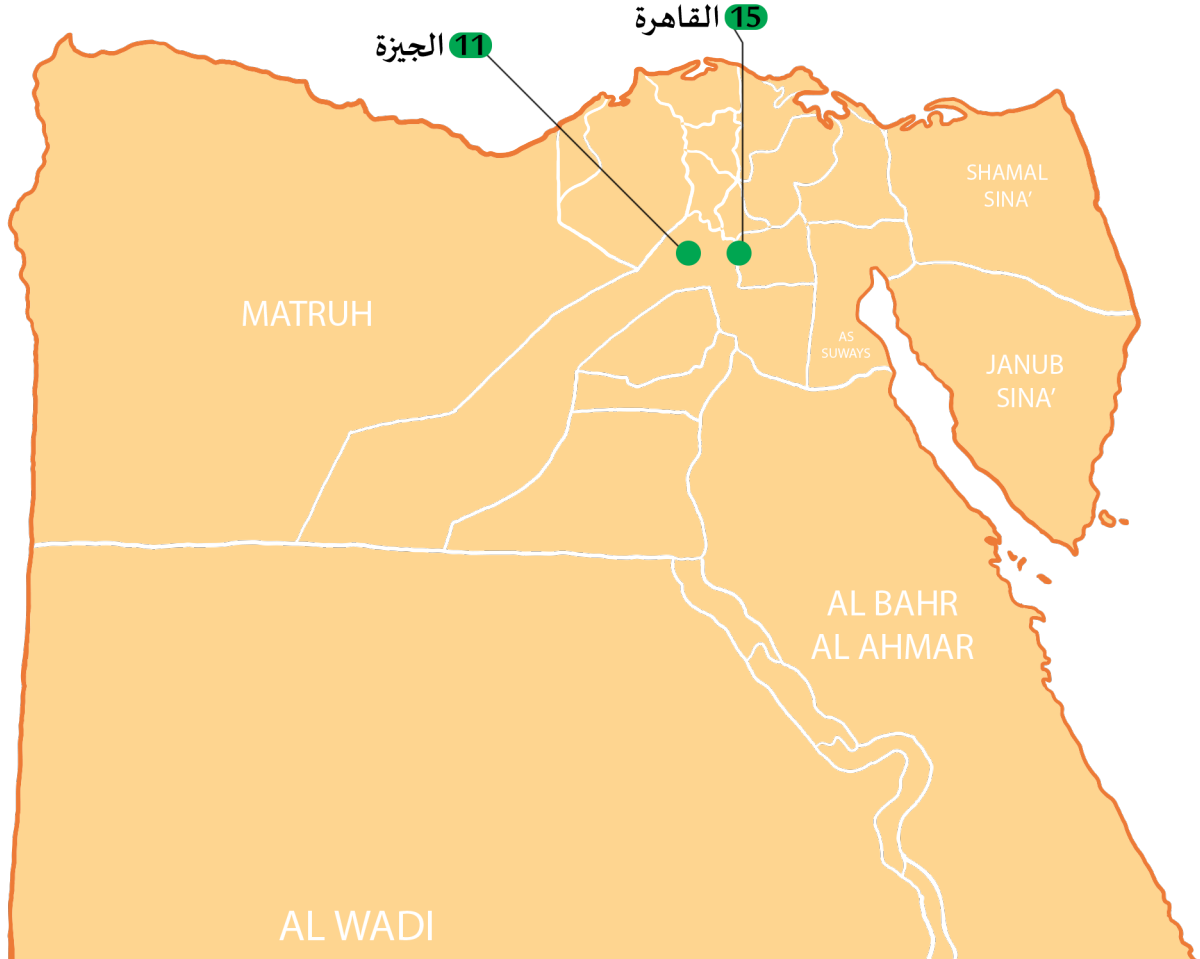 15 القاهرة
11 الجيزة
SHAMAL
SINA’
MATRUH
AS
SUWAYS
JANUB
SINA’
AL BAHR
AL AHMAR
AL WADI